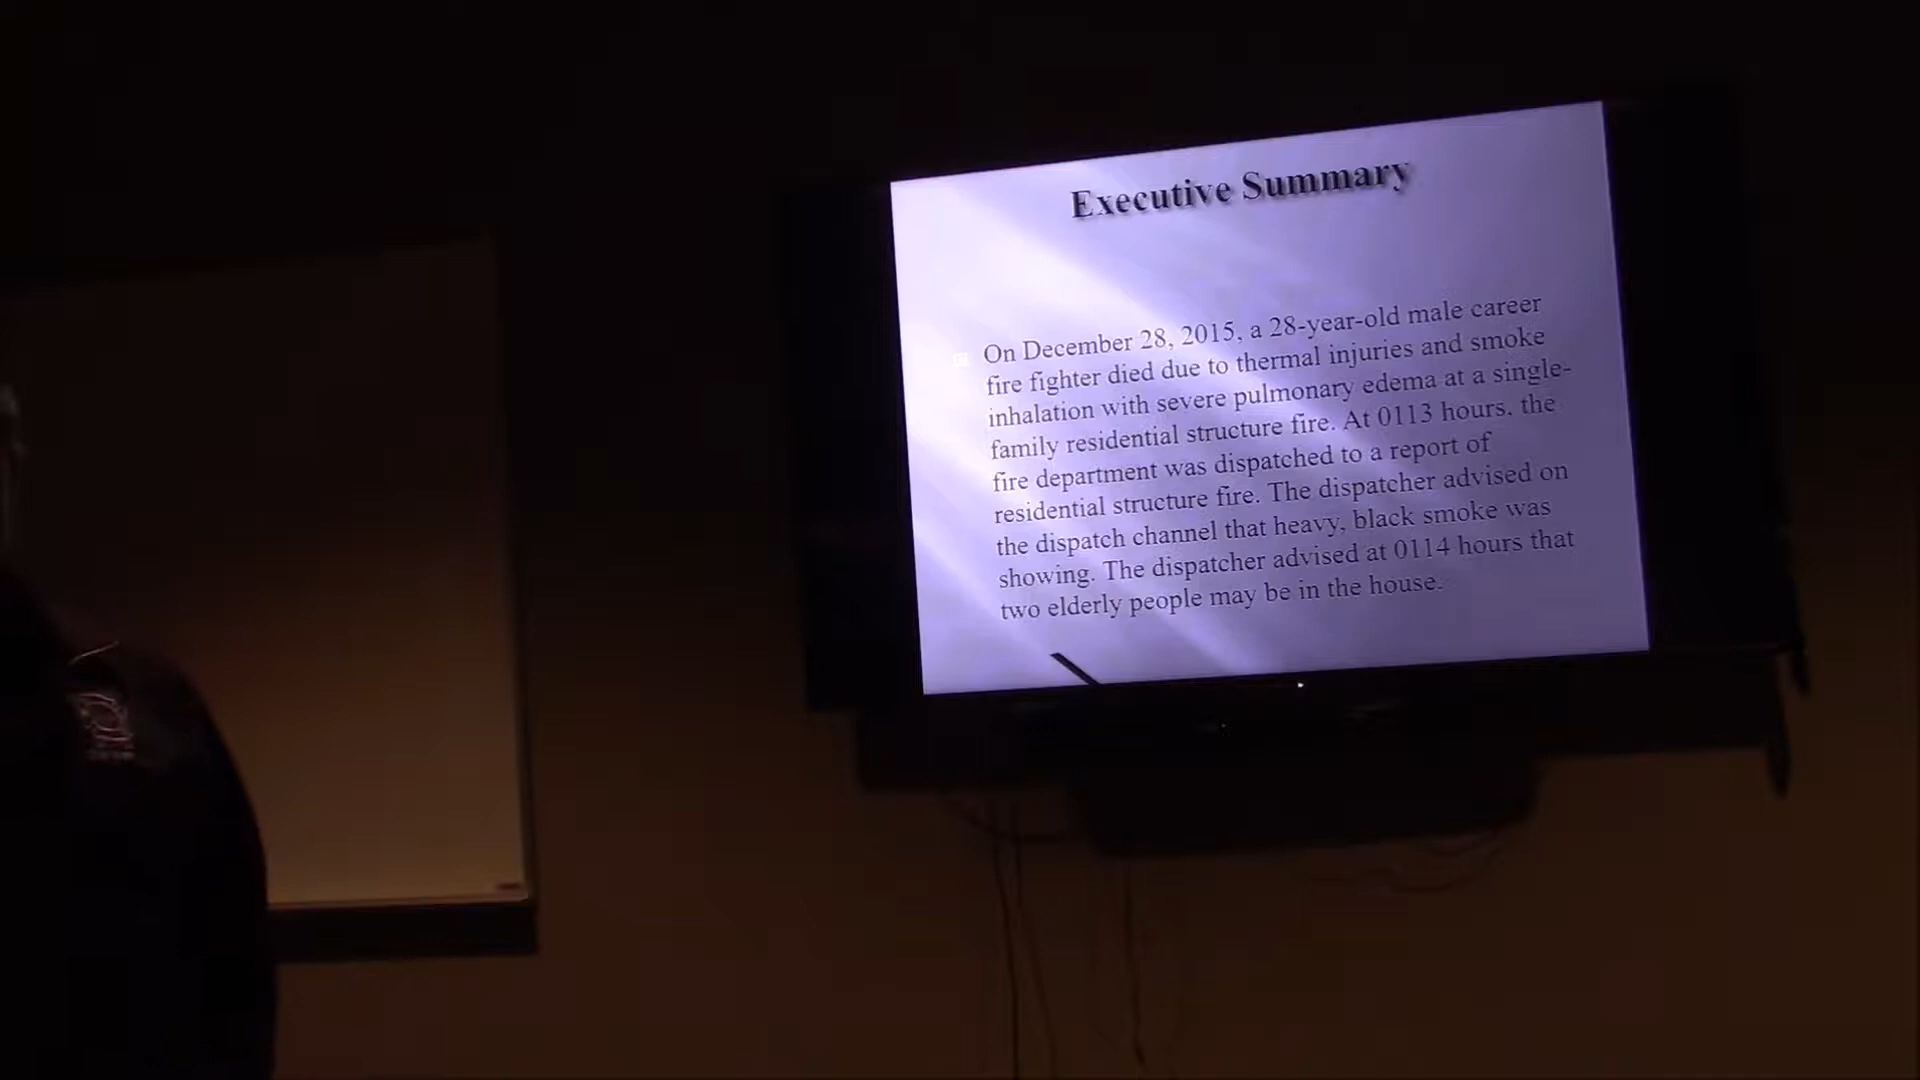 Executive Summary
On December 28, 2015, a 28-year-old male career
fire fighter died due to thermal injuries and smoke
inhalation with severe pulmonary edema at a single-
family residential structure fire. At 0113 hours, the
fire department was dispatched to a report of
residential structure fire. The dispatcher advised on
the dispatch channel that heavy, black smoke was
showing. The dispatcher advised at 0114 hours that
two elderly people may be in the house.